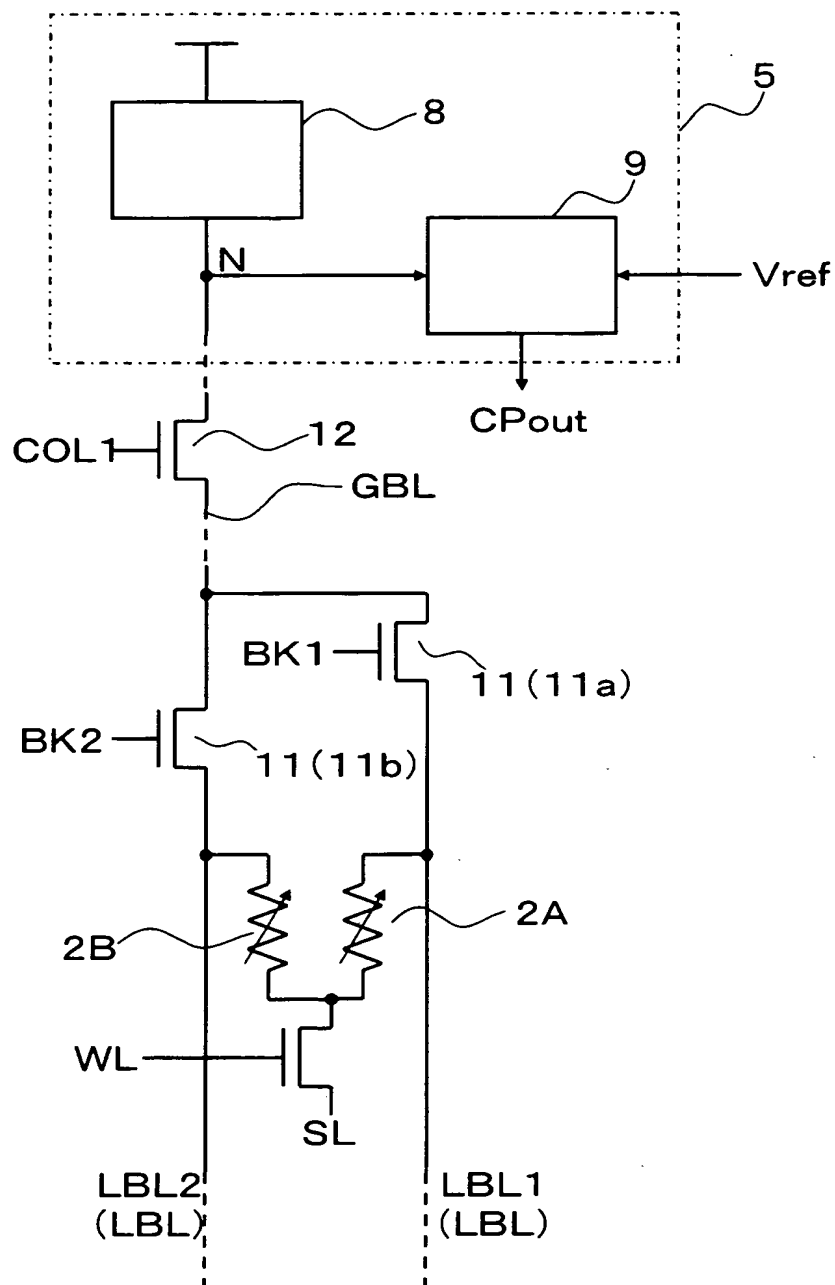 5
8
9
N
Vref
CPout
12
COL1
GBL
BK1
11(11a)
BK2
11(11b)
2A
2B
WL
SL
LBL2
(LBL)
LBL1
(LBL)